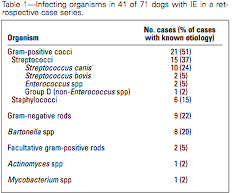 Table 1—Infecting organisms in 41 of 71 dogs with IE in a ret-
rospective case series.
No. cases (% of cases
Organism with known etiology)
Gram-positive cocci 21 (51)
Streptococci 15 (37)
Streptococcus canis 10 (24)
Streptococcus bovis 2 (5)
Enterococcus spp 2 (5)
Group D (non-Enterococcus spp) 1 (2)
Staphylococci 6 (15)
Gram-negative rods 9 (22)
Bartonella spp 8 (20)
Facultative gram-positive rods 2 (5)
Actinomyces spp 1 (2)
Mycobacterium spp 1 (2)